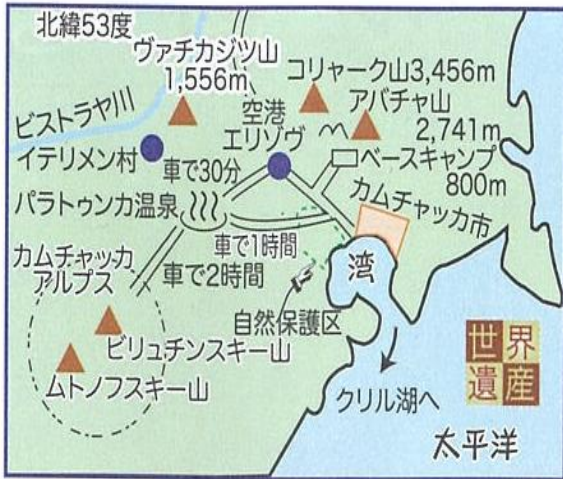 北緯53度
ヴァチカジツ山
1,556m
コリャーク山3,456m
アバチャ山
2,741m
ビストラヤ川
空港
エリゾヴ
イテリメン村
車で30分
ベースキャンプ
800m
パラトゥンカ温泉
カムチャッカ市
車で1時間
カムチャッカ
アルプス
車で2時間
湾
自然保護区
ビリュチンスキー山
ムトノフスキー山
世界
遺産
クリル湖へ
太平洋